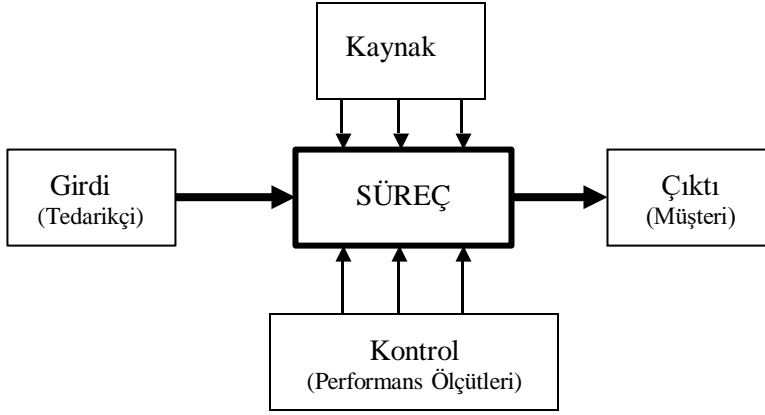 Kaynak
Girdi
(Tedarikçi)
SÜREÇ
Çıktı
(Müşteri)
Kontrol
(Performans Ölçütleri)